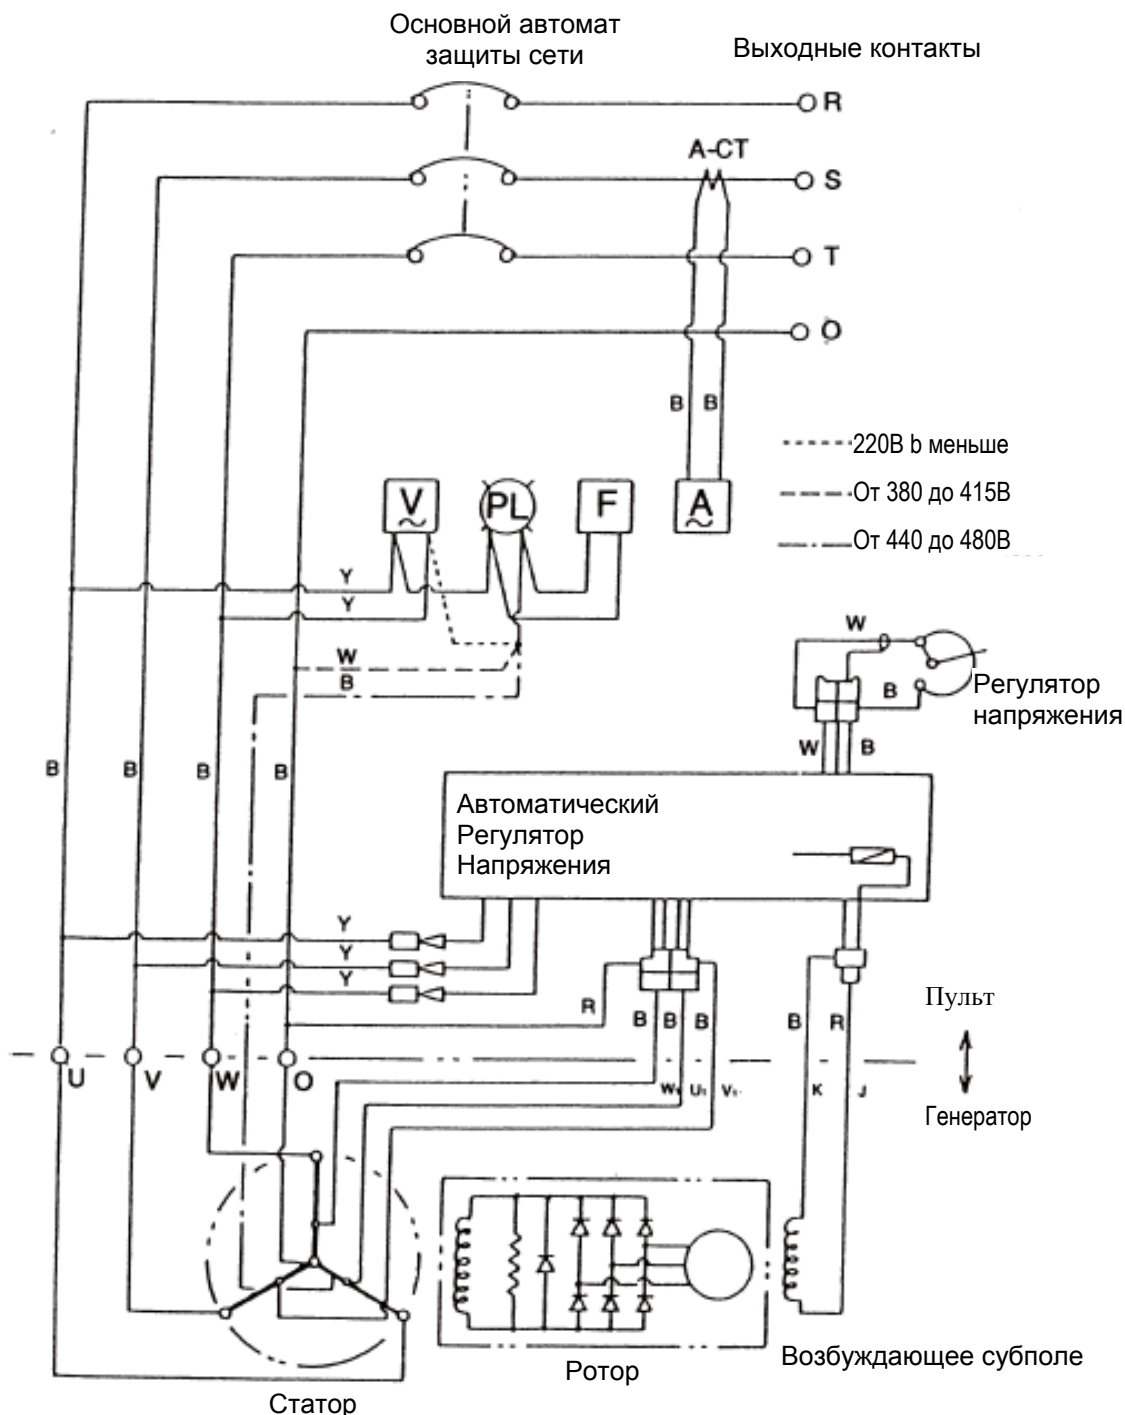 Основной автомат
защиты сети
Выходные контакты
R
A-CT
S
T
O
B B
220В b меньше
От 380 до 415В
От 440 до 480В
V
PL
F
A
Y
Y
W
B
W
B
Регулятор
напряжения
W B
B B B B
Автоматический
Регулятор
Напряжения
Y
Y
Y
R
B B B
B R
Пульт
U V W O
W₁ U₁ V₁
K J
Генератор
Статор
Ротор
Возбуждающее субполе